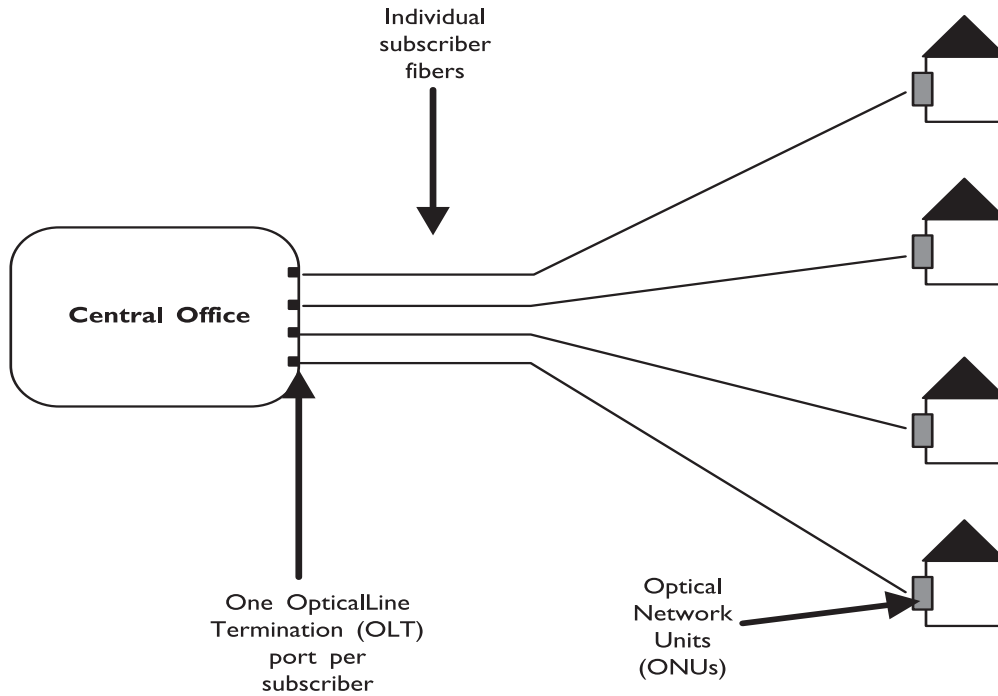 Individual
subscriber
fibers
Central Office
One OpticalLine
Termination (OLT)
port per
subscriber
Optical
Network
Units
(ONUs)